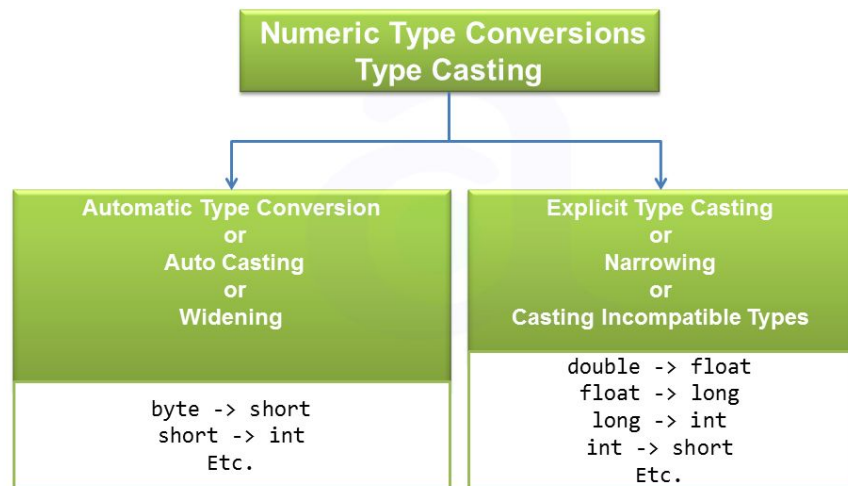 Numeric Type Conversions
Type Casting
Automatic Type Conversion
or
Auto Casting
or
Widening
byte -> short
short -> int
Etc.
Explicit Type Casting
or
Narrowing
or
Casting Incompatible Types
double -> float
float -> long
long -> int
int -> short
Etc.